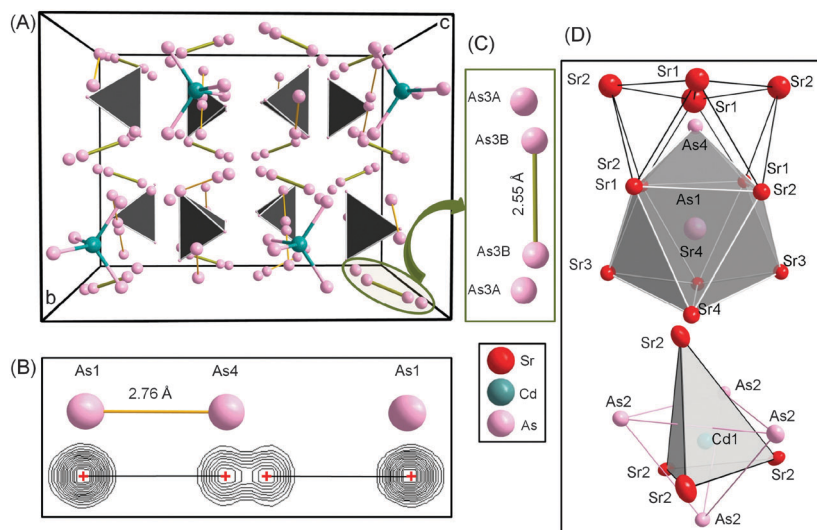 (A)
c
b
(C)
As3A
As3B
2.55 Å
As3B
As3A
(B)
As1
As4
As1
2.76 Å
Sr
Cd
As
(D)
Sr2
Sr1
Sr2
Sr1
As4
Sr2
Sr1
Sr1
Sr2
As1
Sr4
Sr3
Sr3
Sr4
Sr2
As2
As2
As2
Cd1
Sr2
Sr2
Sr2
As2